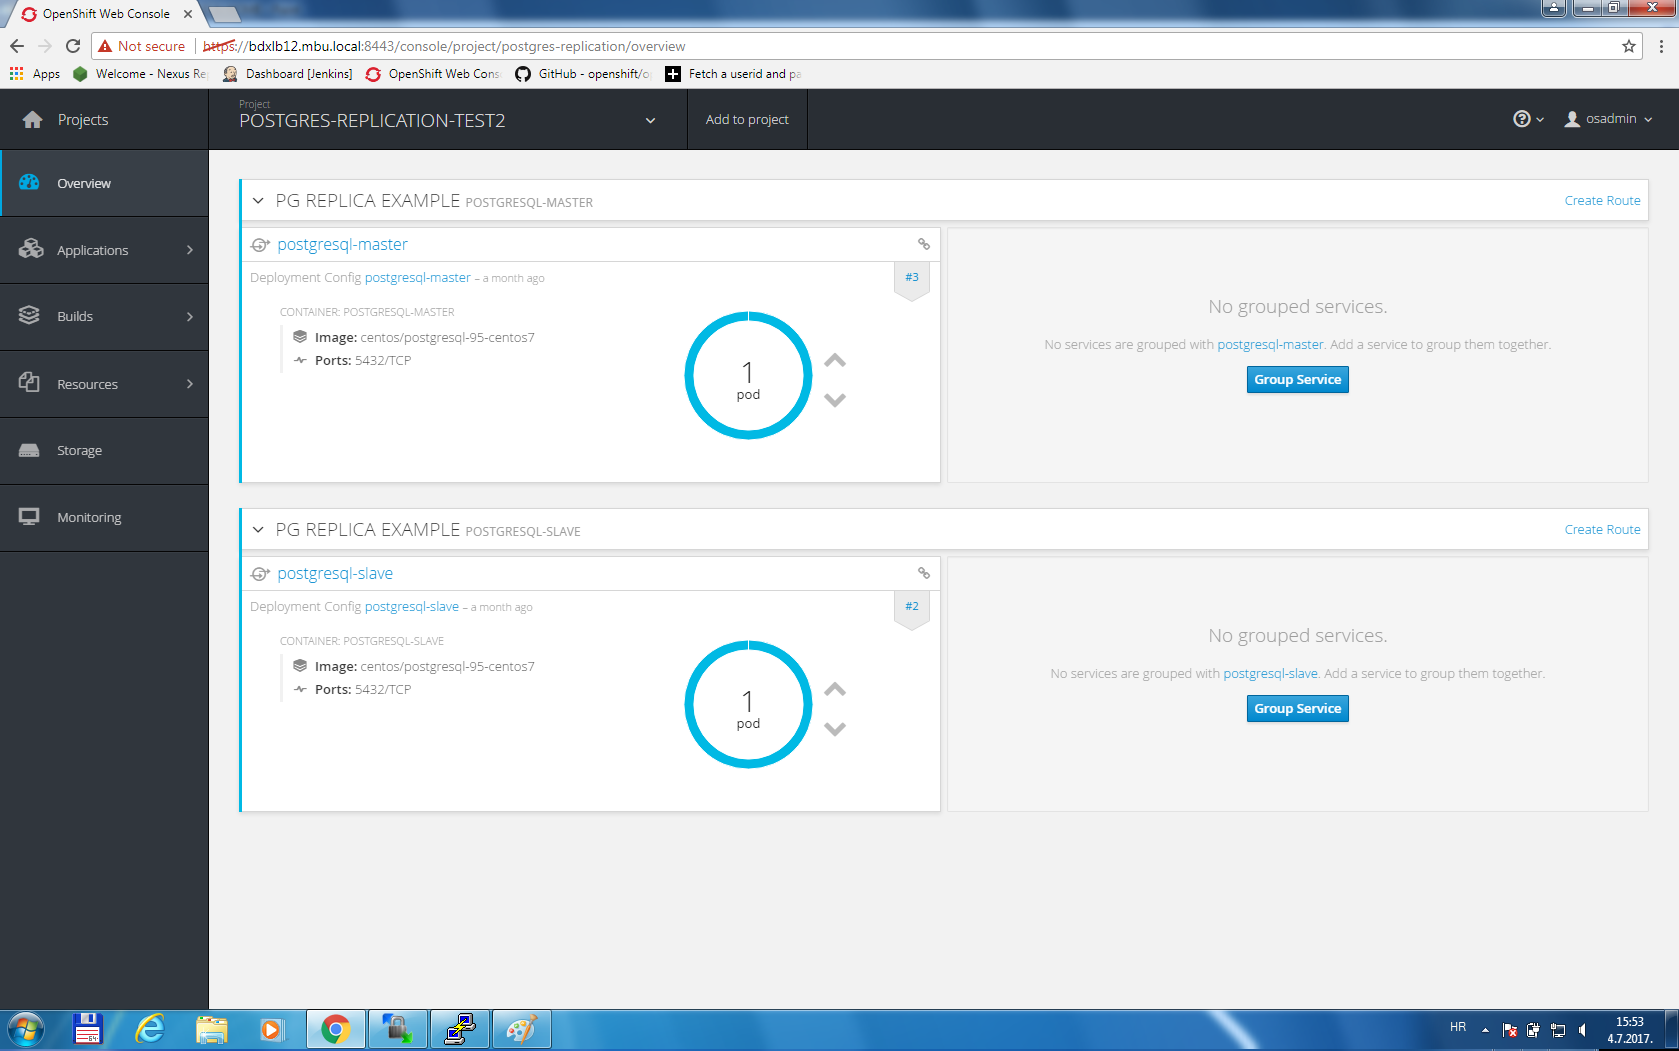 OpenShift Web Console
Not secure https://bdxlb12.mbu.local:8443/console/project/postgres-replication/overview
Apps Welcome - Nexus Re Dashboard [Jenkins] OpenShift Web Cons GitHub - openshift/o Fetch a userid and pa
Projects
Project
POSTGRES-REPLICATION-TEST2
Add to project
osadmin
Overview
Applications
Builds
Resources
Storage
Monitoring
PG REPLICA EXAMPLE POSTGRESQL-MASTER
Create Route
postgresql-master
Deployment Config postgresql-master – a month ago
#3
CONTAINER: POSTGRESQL-MASTER
Image: centos/postgresql-95-centos7
Ports: 5432/TCP
1
pod
No grouped services.
No services are grouped with postgresql-master. Add a service to group them together.
Group Service
PG REPLICA EXAMPLE POSTGRESQL-SLAVE
Create Route
postgresql-slave
Deployment Config postgresql-slave – a month ago
#2
CONTAINER: POSTGRESQL-SLAVE
Image: centos/postgresql-95-centos7
Ports: 5432/TCP
1
pod
No grouped services.
No services are grouped with postgresql-slave. Add a service to group them together.
Group Service
64
HR
15:53
4.7.2017.